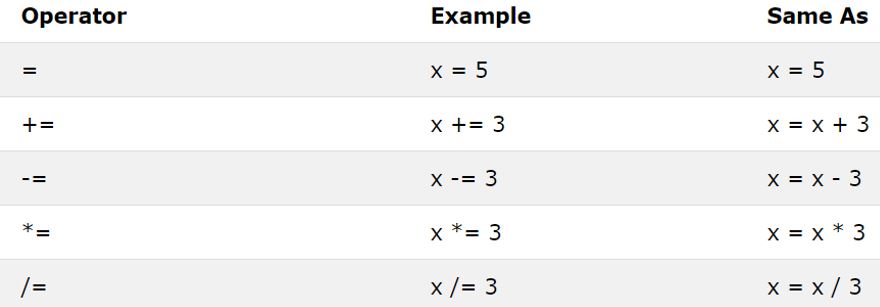 Operator Example Same As
= x = 5 x = 5
+= x += 3 x = x + 3
-= x -= 3 x = x - 3
*= x *= 3 x = x * 3
/= x /= 3 x = x / 3